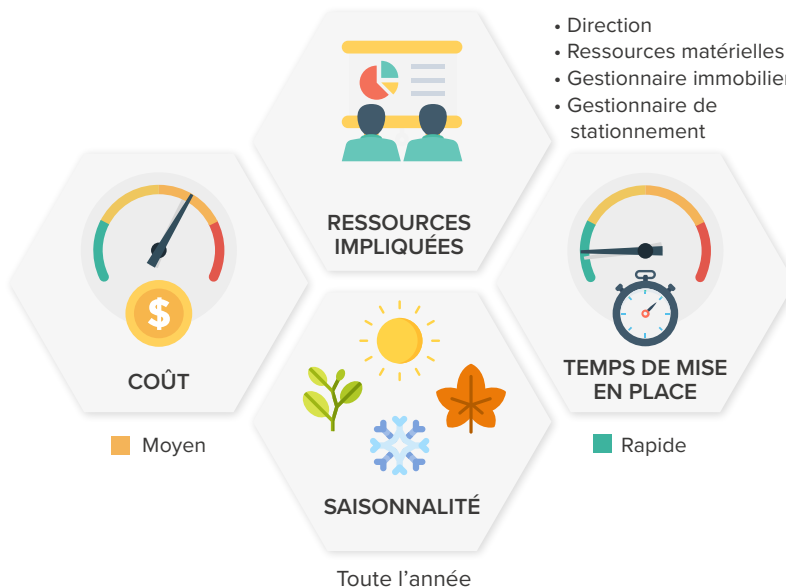 • Direction
• Ressources matérielles
• Gestionnaire immobilier
• Gestionnaire de
stationnement
RESSOURCES
IMPLIQUÉES
$
COÛT
Moyen
TEMPS DE MISE
EN PLACE
Rapide
SAISONNALITÉ
Toute l’année